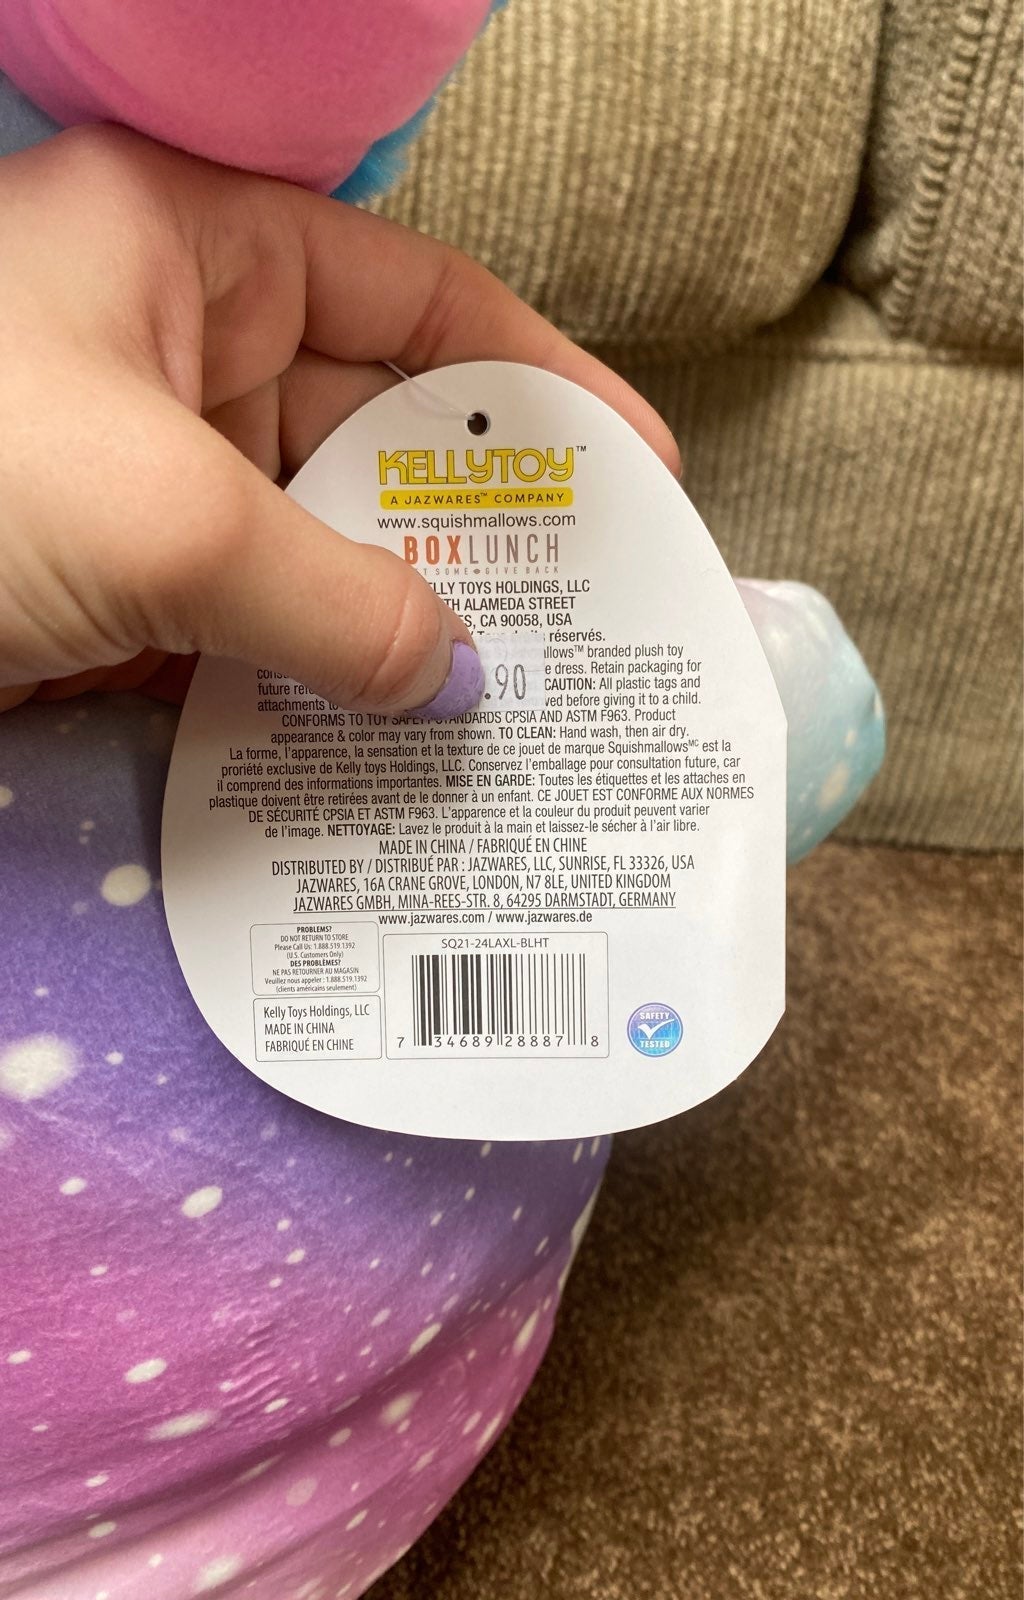 KELLYTOY™
A JAZWARES™ COMPANY
www.squishmallows.com
BOXLUNCH
SOME GIVE BACK
TOYS HOLDINGS, LLC
ALAMEDA STREET
CA 90058, USA
réservés.
branded plush toy
dress. Retain packaging for
future CAUTION: All plastic tags and
attachments before giving it to a child.
.90
CONFORMS TO TOY SAFETY STANDARDS CPSIA AND ASTM F963. Product
appearance & color may vary from shown. TO CLEAN: Hand wash, then air dry.
La forme, l'apparence, la sensation et la texture de ce jouet de marque Squishmallows MC est la
proriété exclusive de Kelly toys Holdings, LLC. Conservez l'emballage pour consultation future, car
il comprend des informations importantes. MISE EN GARDE: Toutes les étiquettes et les attaches en
plastique doivent être retirées avant de le donner à un enfant. CE JOUET EST CONFORME AUX NORMES
DE SÉCURITÉ CPSIA ET ASTM F963. L'apparence et la couleur du produit peuvent varier
de l'image. NETTOYAGE: Lavez le produit à la main et laissez-le sécher à l'air libre.
MADE IN CHINA / FABRIQUÉ EN CHINE
DISTRIBUTED BY / DISTRIBUÉ PAR : JAZWARES, LLC, SUNRISE, FL 33326, USA
JAZWARES, 16A CRANE GROVE, LONDON, N7 8LE, UNITED KINGDOM
JAZWARES GMBH, MINA-REES-STR. 8, 64295 DARMSTADT, GERMANY
www.jazwares.com / www.jazwares.de
PROBLEMS?
DO NOT RETURN TO STORE
Please Call Us: 1.888.519.1392
(U.S. Customers Only)
DES PROBLÈMES?
NE PAS RETOURNER AU MAGASIN
Veuillez nous appeler : 1.888.519.1392
(clients américains seulement)
Kelly Toys Holdings, LLC
MADE IN CHINA
FABRIQUÉ EN CHINE
SQ21-24LAXL-BLHT
7 34689 28887 8
SAFETY
TESTED